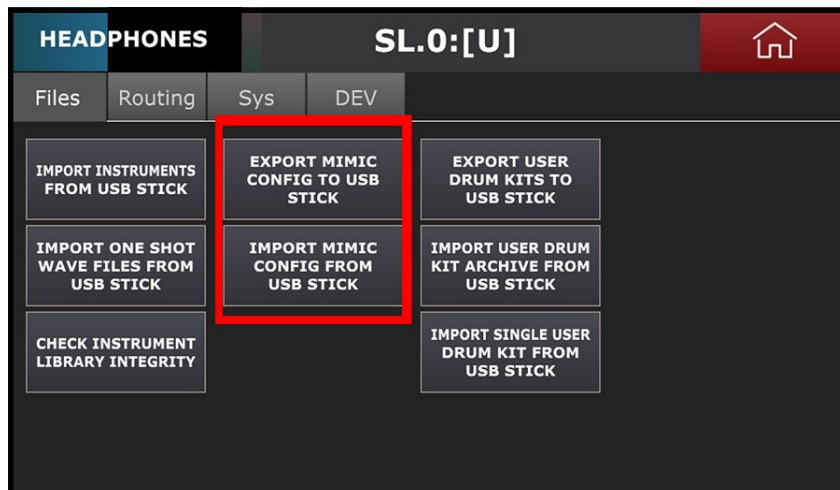 HEADPHONES
SL.0:[U]
Files
Routing
Sys
DEV
IMPORT INSTRUMENTS
FROM USB STICK
EXPORT MIMIC
CONFIG TO USB
STICK
EXPORT USER
DRUM KITS TO
USB STICK
IMPORT ONE SHOT
WAVE FILES FROM
USB STICK
IMPORT MIMIC
CONFIG FROM
USB STICK
IMPORT USER DRUM
KIT ARCHIVE FROM
USB STICK
CHECK INSTRUMENT
LIBRARY INTEGRITY
IMPORT SINGLE USER
DRUM KIT FROM
USB STICK